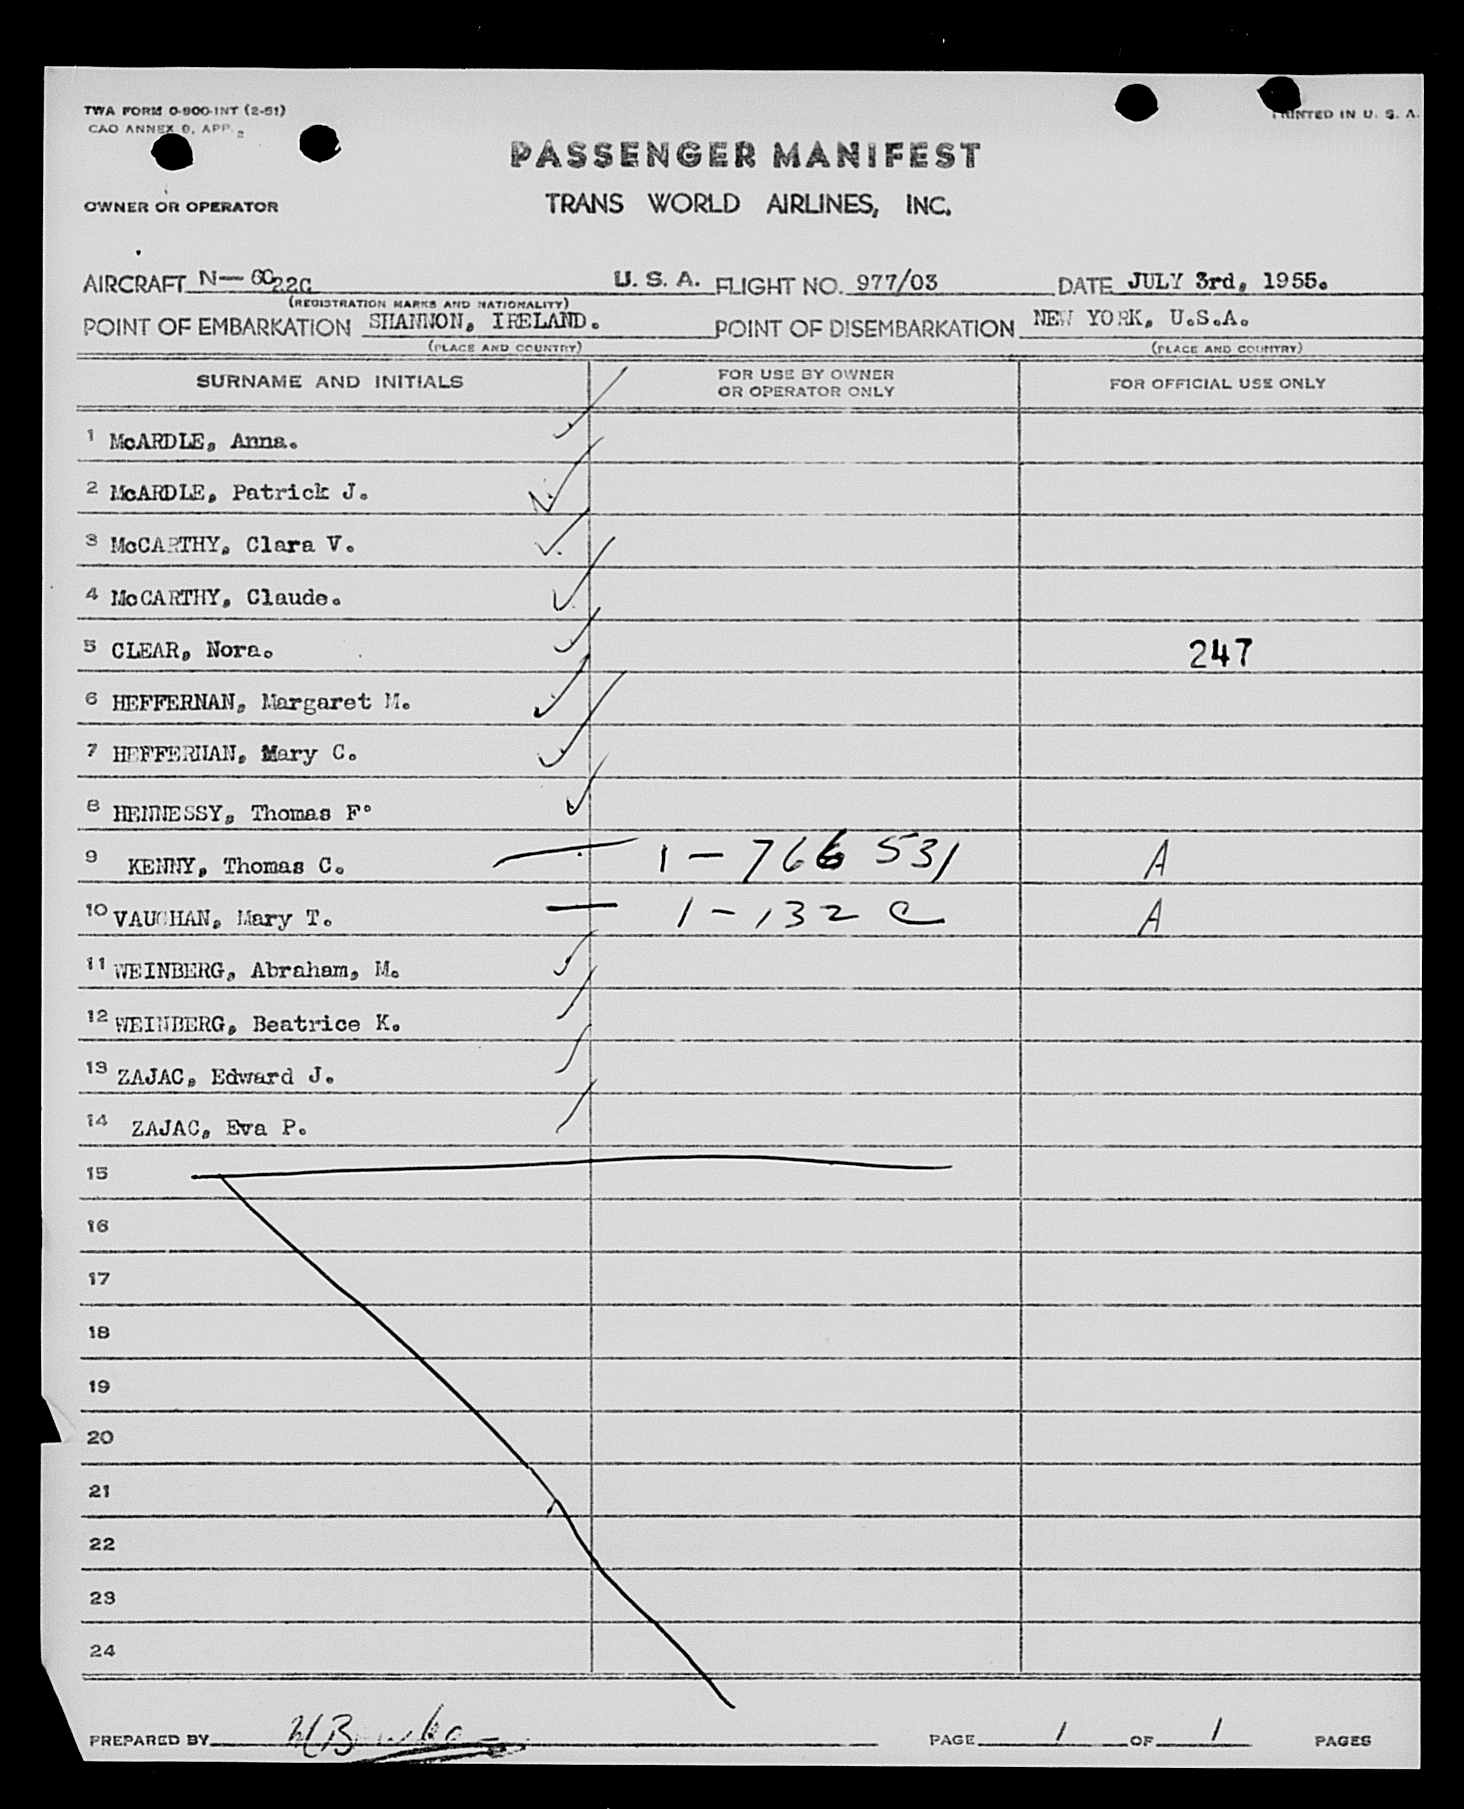 TWA FORM O-900-INT (2-51)
CAO ANNEX 9, APP. 2
PRINTED IN U. S. A.
PASSENGER MANIFEST
OWNER OR OPERATOR
TRANS WORLD AIRLINES, INC.
AIRCRAFT N— 6022C U. S. A. FLIGHT NO. 977/03 DATE JULY 3rd, 1955.
(REGISTRATION MARKS AND NATIONALITY)
POINT OF EMBARKATION SHANNON, IRELAND. POINT OF DISEMBARKATION NEW YORK, U.S.A.
(PLACE AND COUNTRY) (PLACE AND COUNTRY)
SURNAME AND INITIALS FOR USE BY OWNER OR OPERATOR ONLY FOR OFFICIAL USE ONLY
1 McARDLE, Anna.
2 McARDLE, Patrick J.
3 McCARTHY, Clara V.
4 McCARTHY, Claude.
5 CLEAR, Nora. 247
6 HEFFERNAN, Margaret M.
7 HEFFERNAN, Mary C.
8 HENNESSY, Thomas F.
9 KENNY, Thomas C. — 1 – 766 531 A
10 VAUGHAN, Mary T. — 1 – 132 C A
11 WEINBERG, Abraham, M.
12 WEINBERG, Beatrice K.
13 ZAJAC, Edward J.
14 ZAJAC, Eva P.
15
16
17
18
19
20
21
22
23
24
PREPARED BY PAGE 1 OF 1 PAGES